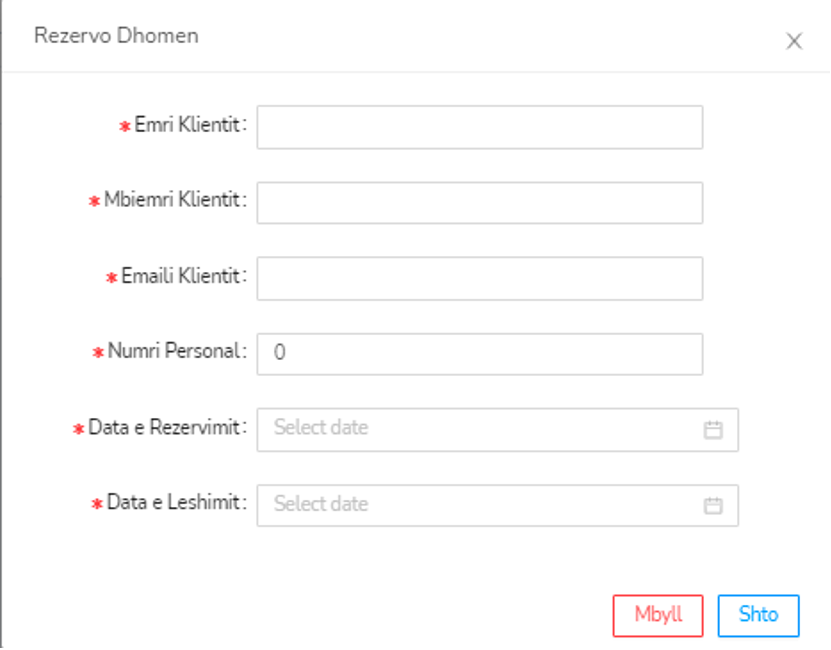 Rezervo Dhomen
* Emri Klientit:
* Mbiemri Klientit:
* Emaili Klientit:
* Numri Personal: 0
* Data e Rezervimit: Select date
* Data e Leshimit: Select date
Mbyll Shto